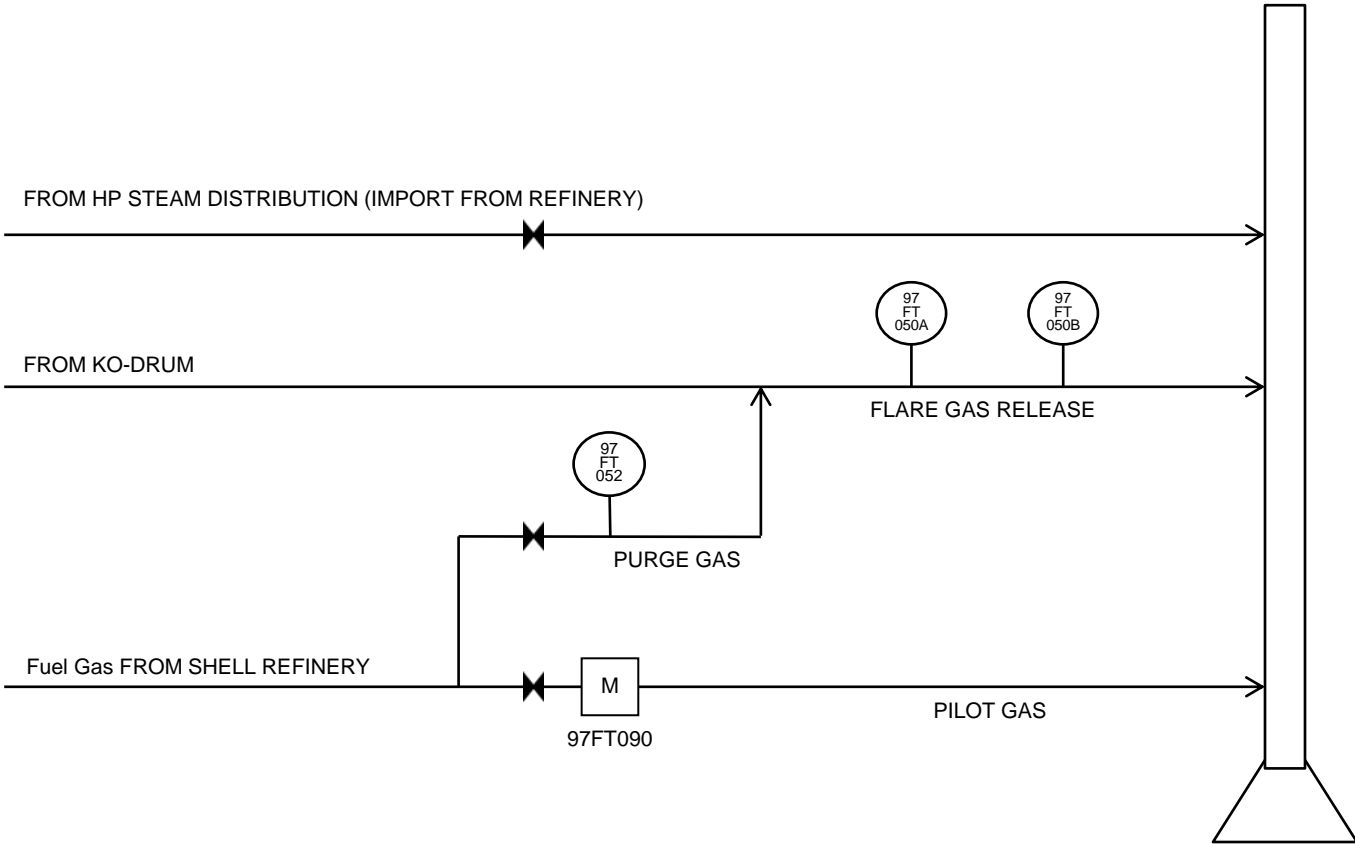 FROM HP STEAM DISTRIBUTION (IMPORT FROM REFINERY)
97
FT
050A
97
FT
050B
FROM KO-DRUM
FLARE GAS RELEASE
97
FT
052
PURGE GAS
Fuel Gas FROM SHELL REFINERY
M
PILOT GAS
97FT090